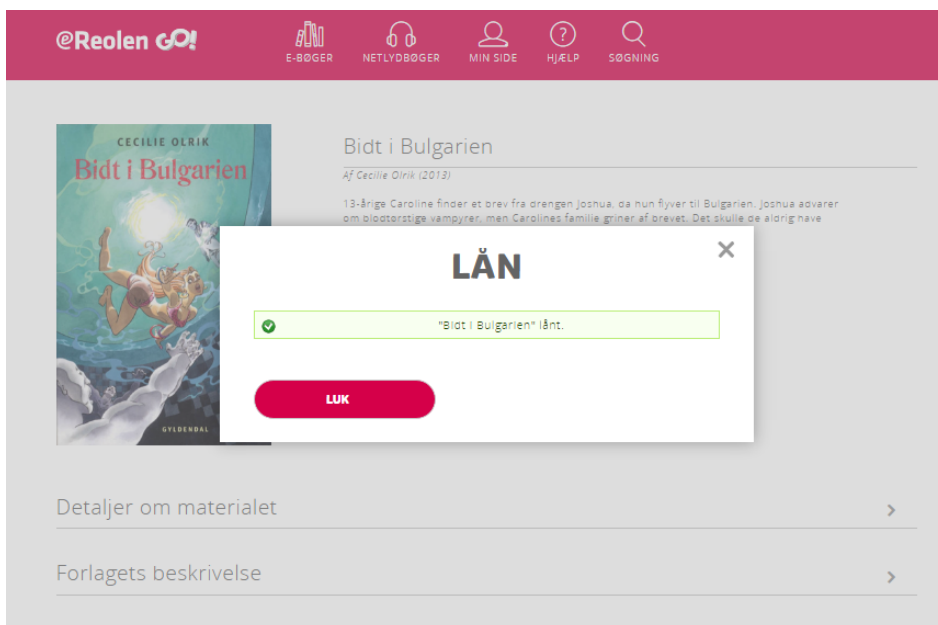 @Reolen GO!
E-BØGER
NETLYDBØGER
MIN SIDE
HJÆLP
SØGNING
CECILIE OLRIK
Bidt i Bulgarien
GYLDENDAL
Bidt i Bulgarien
Af Cecilie Olrik (2013)
13-årige Caroline finder et brev fra drengen Joshua, da hun flyver til Bulgarien. Joshua advarer
om blodtørstige vampyrer, men Carolines familie griner af brevet. Det skulle de aldrig have
LÅN
"Bidt i Bulgarien" lånt.
LUK
Detaljer om materialet
Forlagets beskrivelse